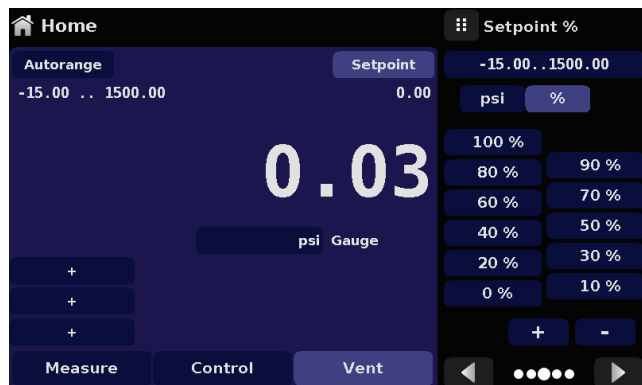 Home
Autorange
Setpoint
-15.00 .. 1500.00
0.00
0.03
psi Gauge
+
+
+
Measure
Control
Vent
Setpoint %
-15.00..1500.00
psi
%
100 %
90 %
80 %
70 %
60 %
50 %
40 %
30 %
20 %
10 %
0 %
+
-